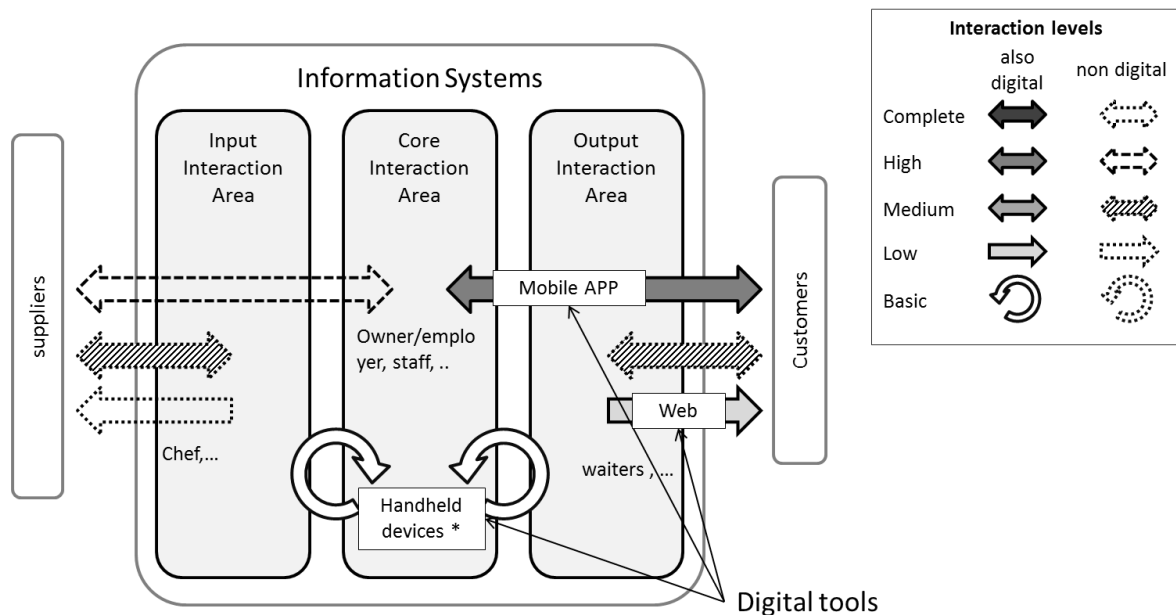 Information Systems
Input
Interaction
Area
Core
Interaction
Area
Output
Interaction
Area
suppliers
Customers
Mobile APP
Owner/emplo
yer, staff, ..
Web
Chef,...
waiters , ...
Handheld
devices *
Digital tools
Interaction levels
also
digital
non digital
Complete
High
Medium
Low
Basic